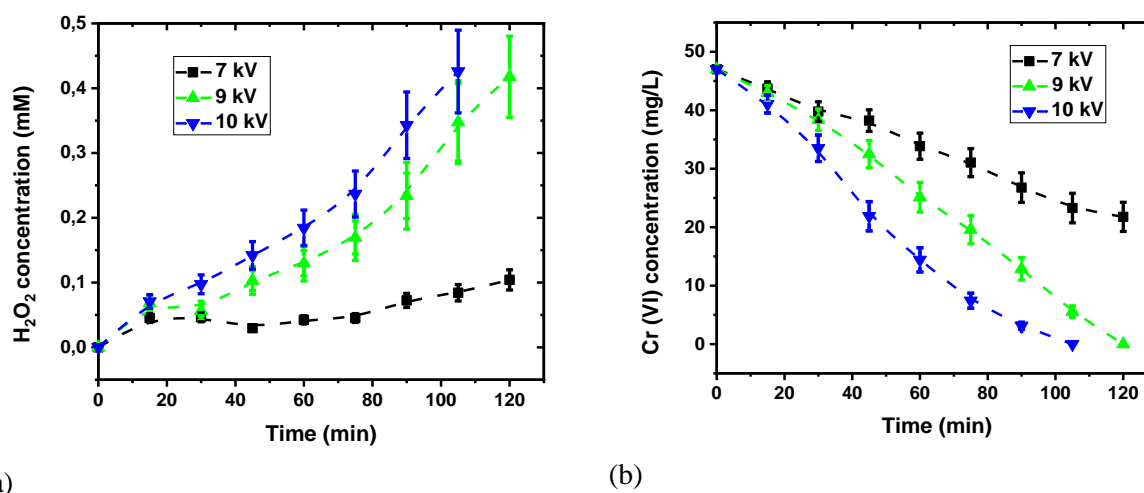 0,5
0,4
0,3
0,2
0,1
0,0
H₂O₂ concentration (mM)
7 kV
9 kV
10 kV
0 20 40 60 80 100 120
Time (min)
a)
50
40
30
20
10
0
Cr (VI) concentration (mg/L)
7 kV
9 kV
10 kV
0 20 40 60 80 100 120
Time (min)
(b)